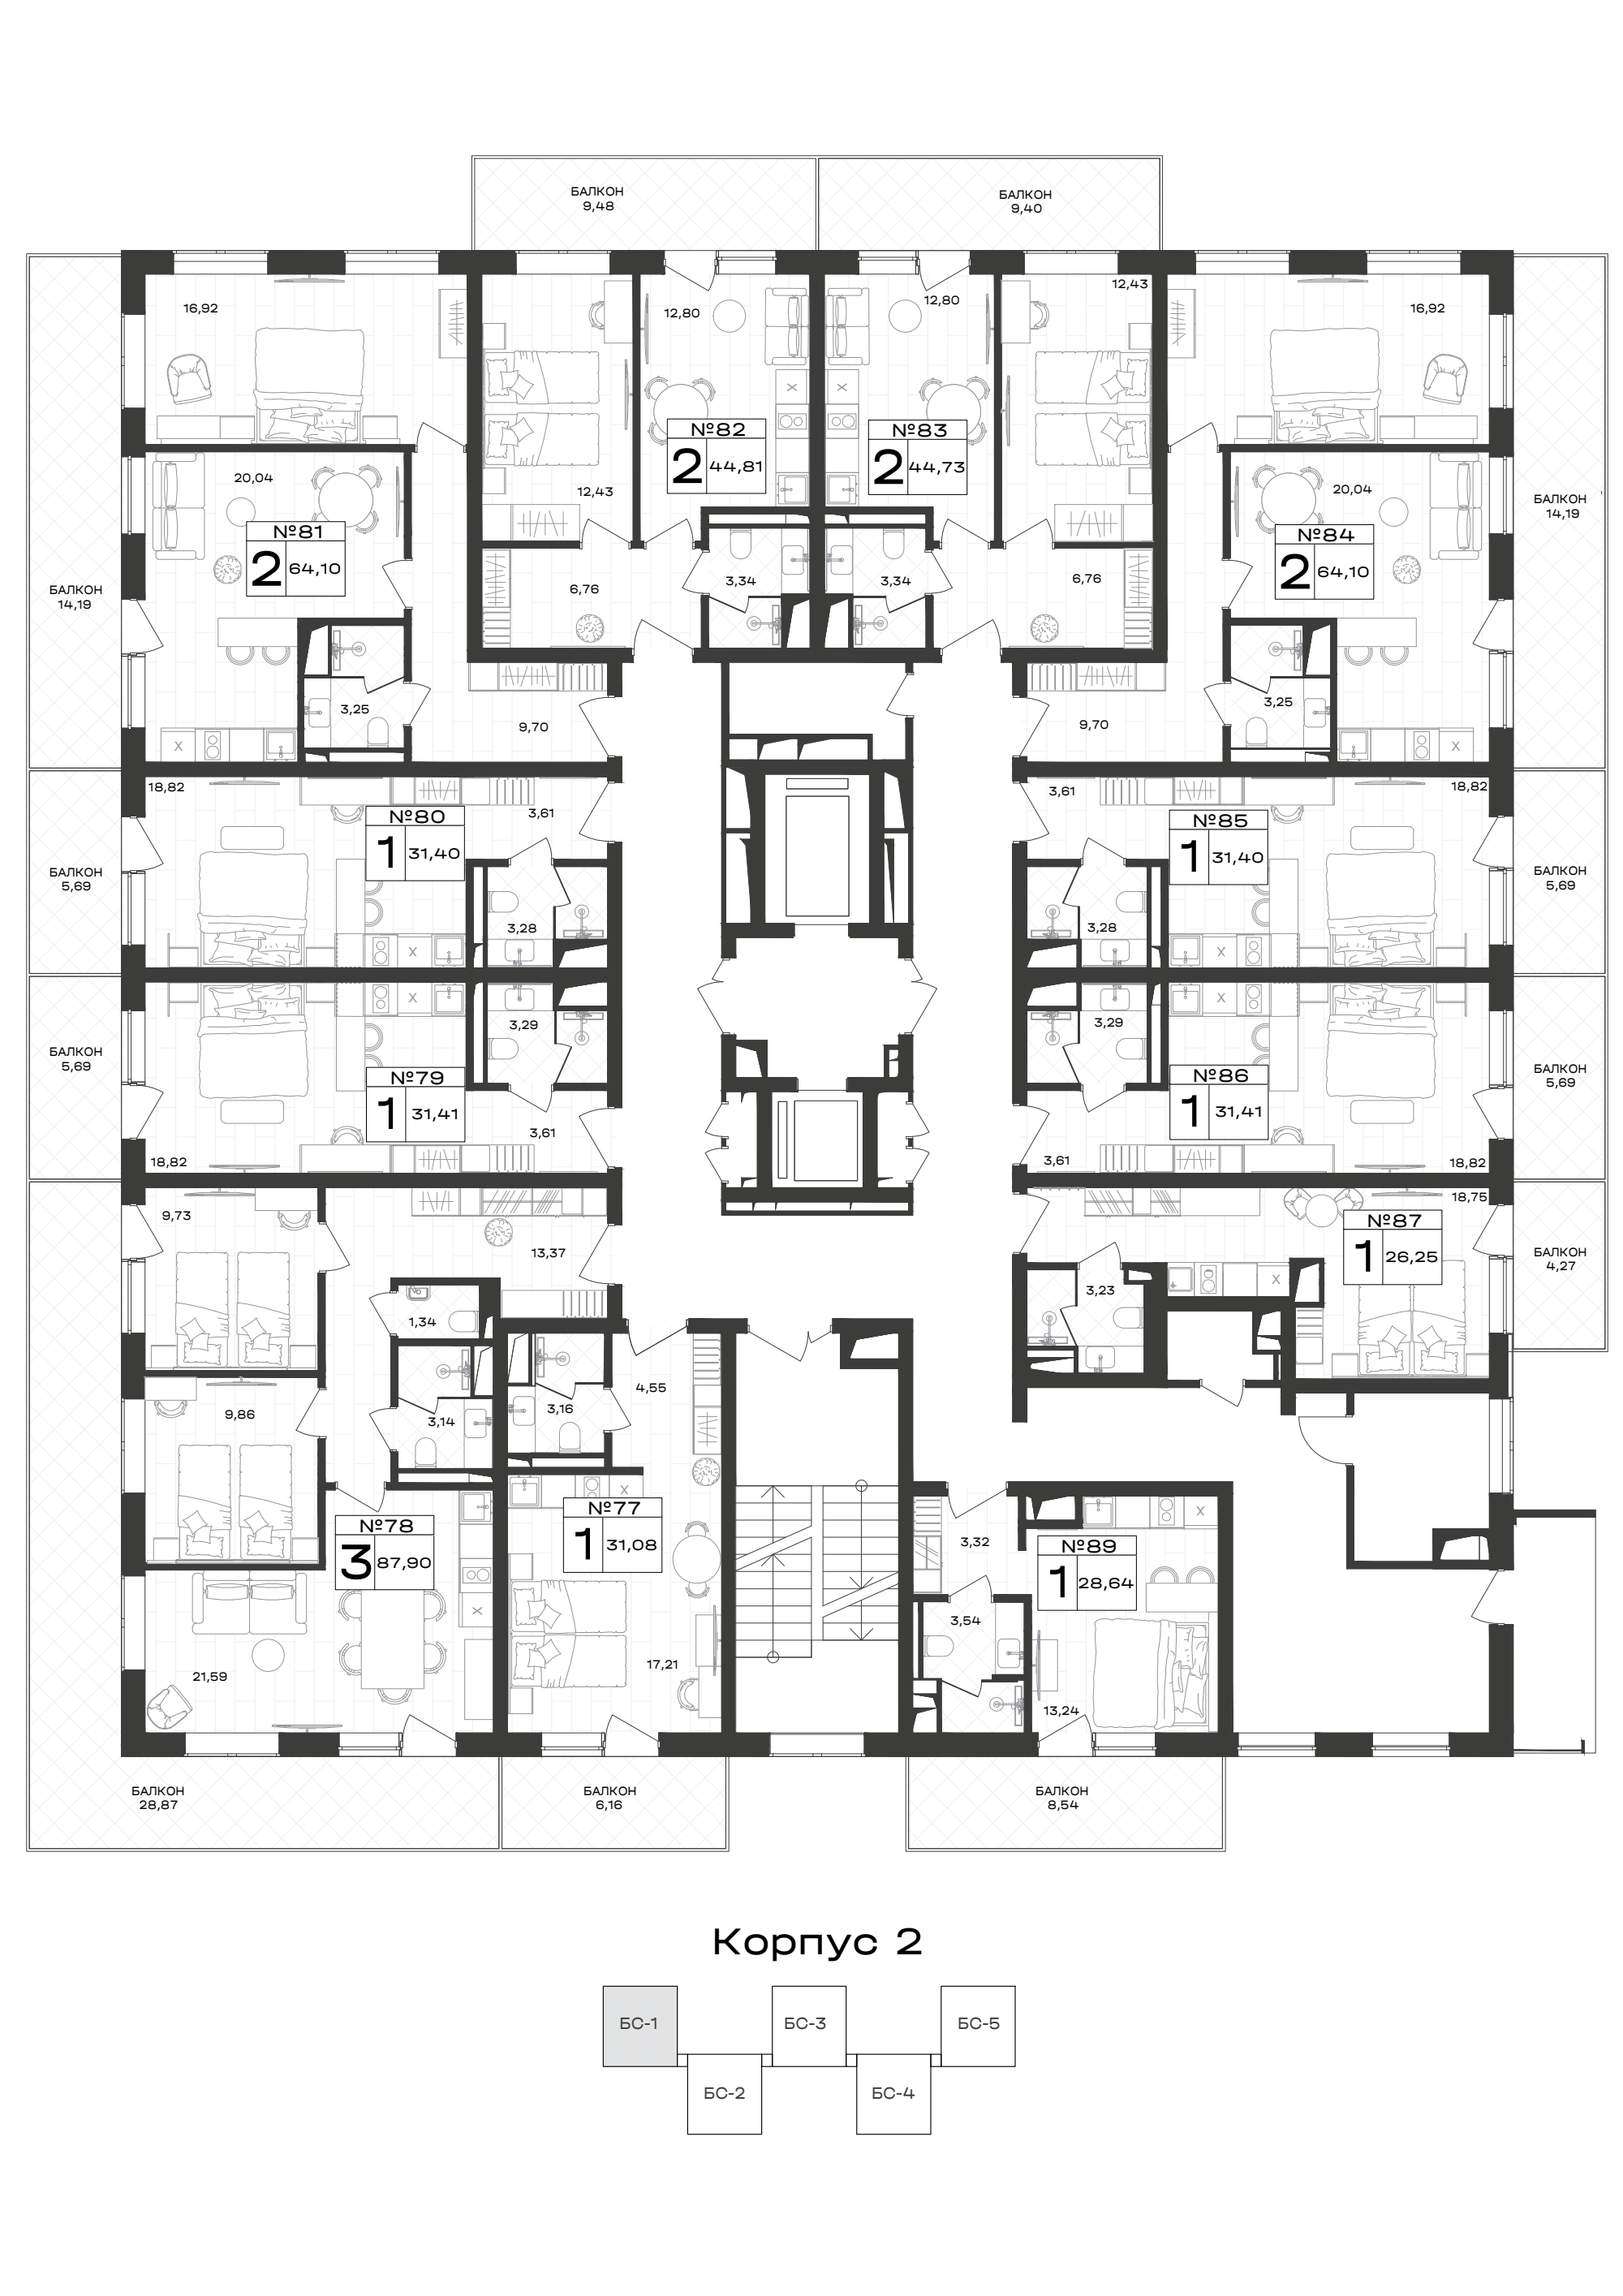 БАЛКОН
9,48
БАЛКОН
9,40
16,92
12,80
12,80
12,43
16,92
№82
2 44,81
№83
2 44,73
20,04
12,43
20,04
БАЛКОН
14,19
№81
2 64,10
№84
2 64,10
БАЛКОН
14,19
6,76
3,34
3,34
6,76
3,25
9,70
9,70
3,25
X
X
X
X
18,82
3,61
3,61
18,82
№80
1 31,40
№85
1 31,40
БАЛКОН
5,69
БАЛКОН
5,69
3,28
3,28
X
X
X
X
3,29
3,29
БАЛКОН
5,69
БАЛКОН
5,69
№79
1 31,41
№86
1 31,41
3,61
3,61
18,82
18,82
9,73
13,37
18,75
№87
1 26,25
БАЛКОН
4,27
1,34
3,23
X
4,55
9,86
3,14
3,16
X
X
№78
3 87,90
№77
1 31,08
3,32
№89
1 28,64
X
3,54
21,59
17,21
13,24
БАЛКОН
28,87
БАЛКОН
6,16
БАЛКОН
8,54
Корпус 2
БС-1
БС-3
БС-5
БС-2
БС-4